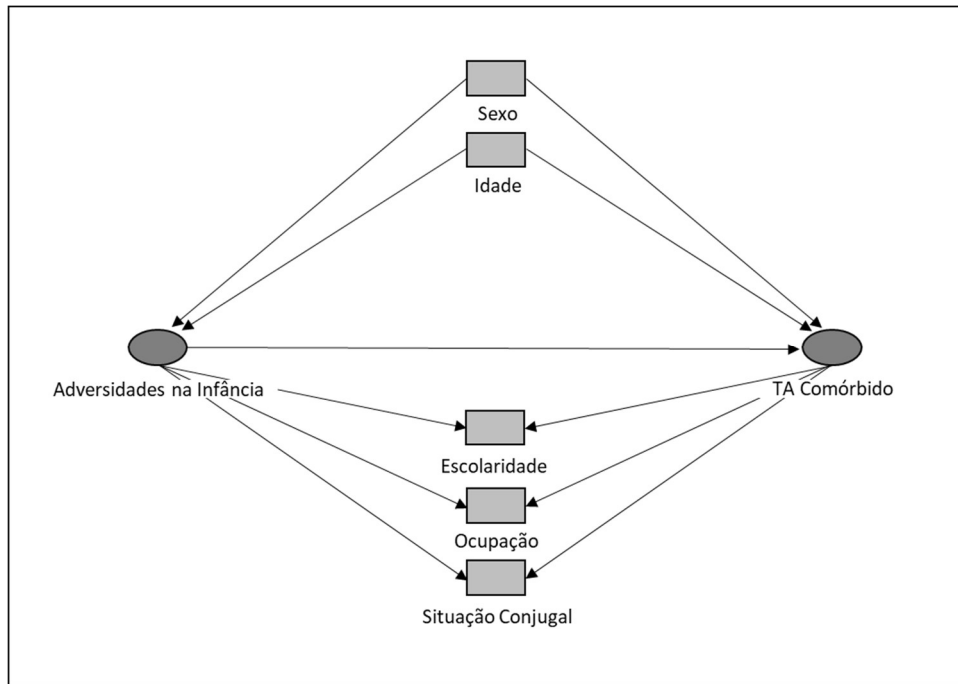 Sexo
Idade
Adversidades na Infância
TA Comórbido
Escolaridade
Ocupação
Situação Conjugal